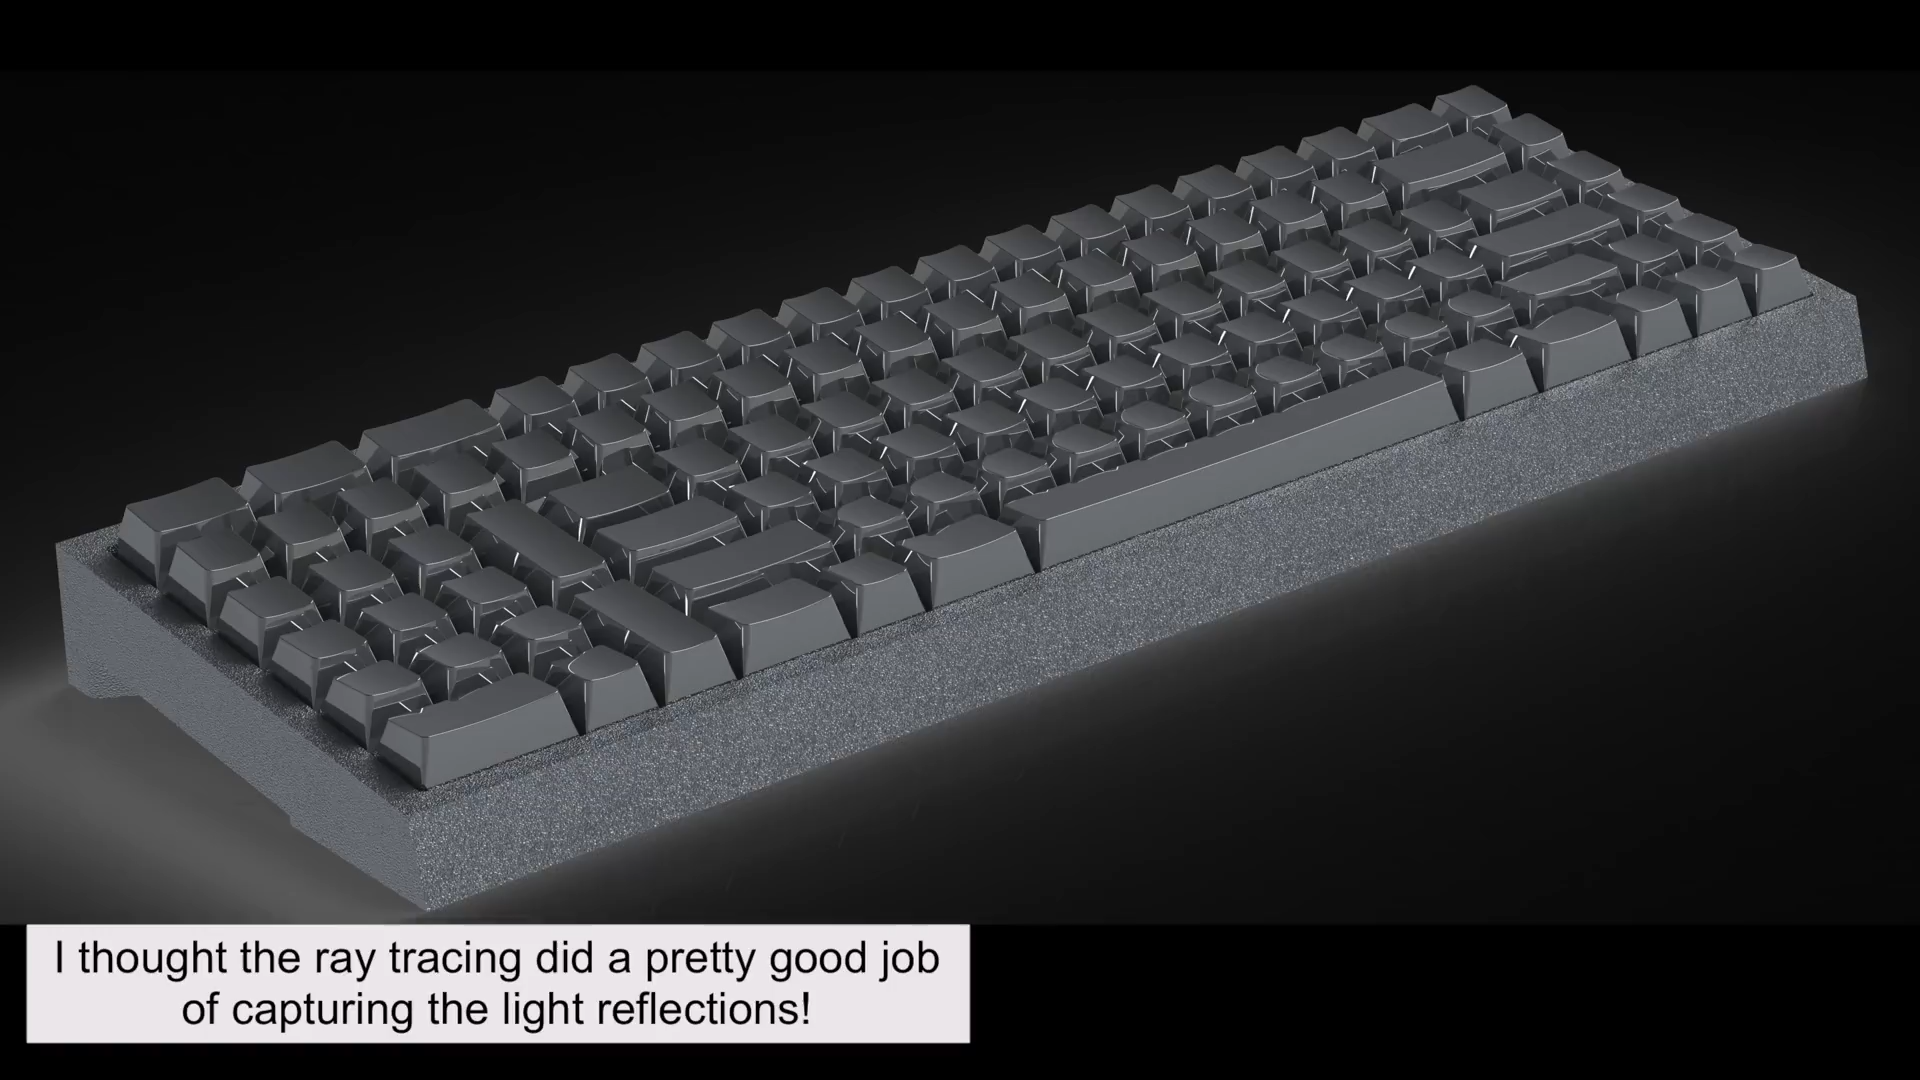 I thought the ray tracing did a pretty good job
of capturing the light reflections!